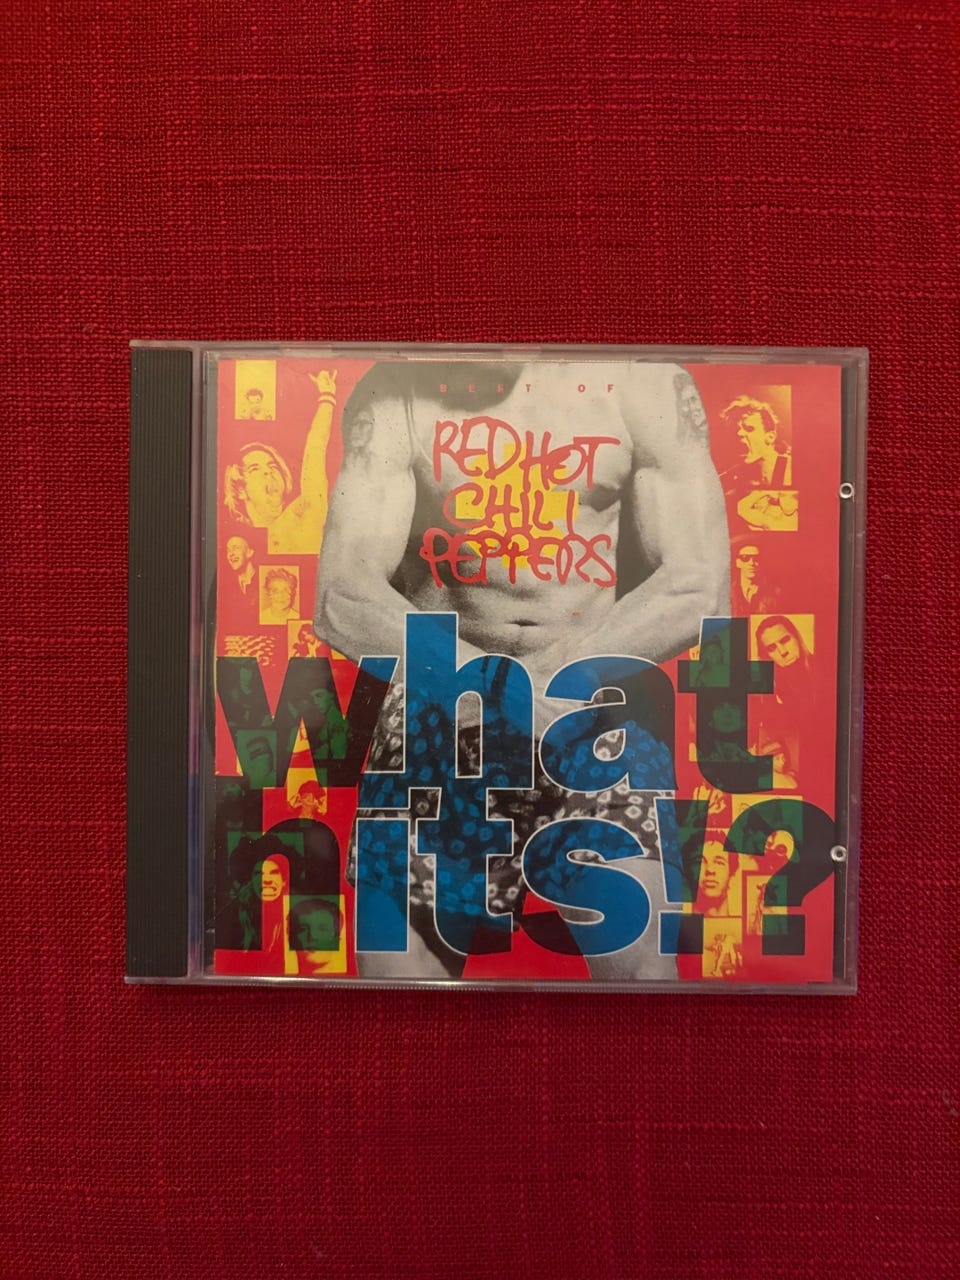 BEST OF
RED HOT
CHILI
PEPPERS
what
hits!?